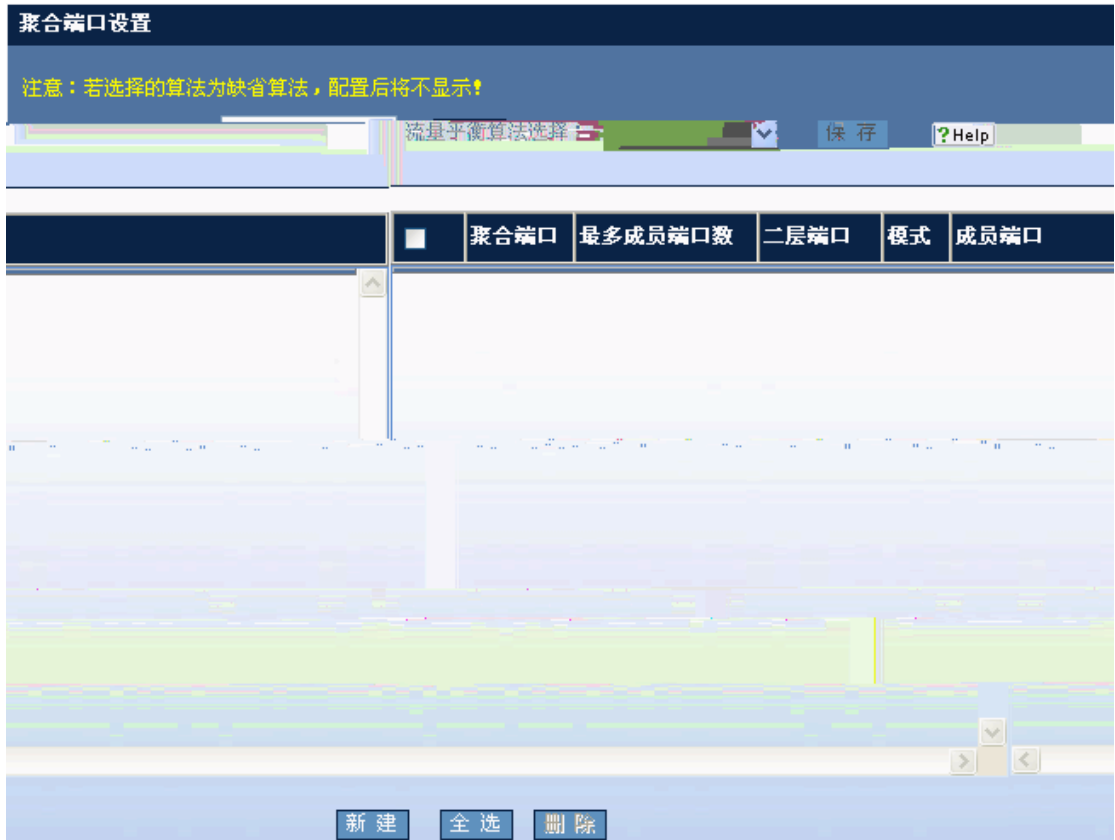 聚合端口设置
注意：若选择的算法为缺省算法，配置后将不显示！
流量平衡算法选择 保 存 ?Help
聚合端口 最多成员端口数 二层端口 模式 成员端口
新 建 全 选 删 除